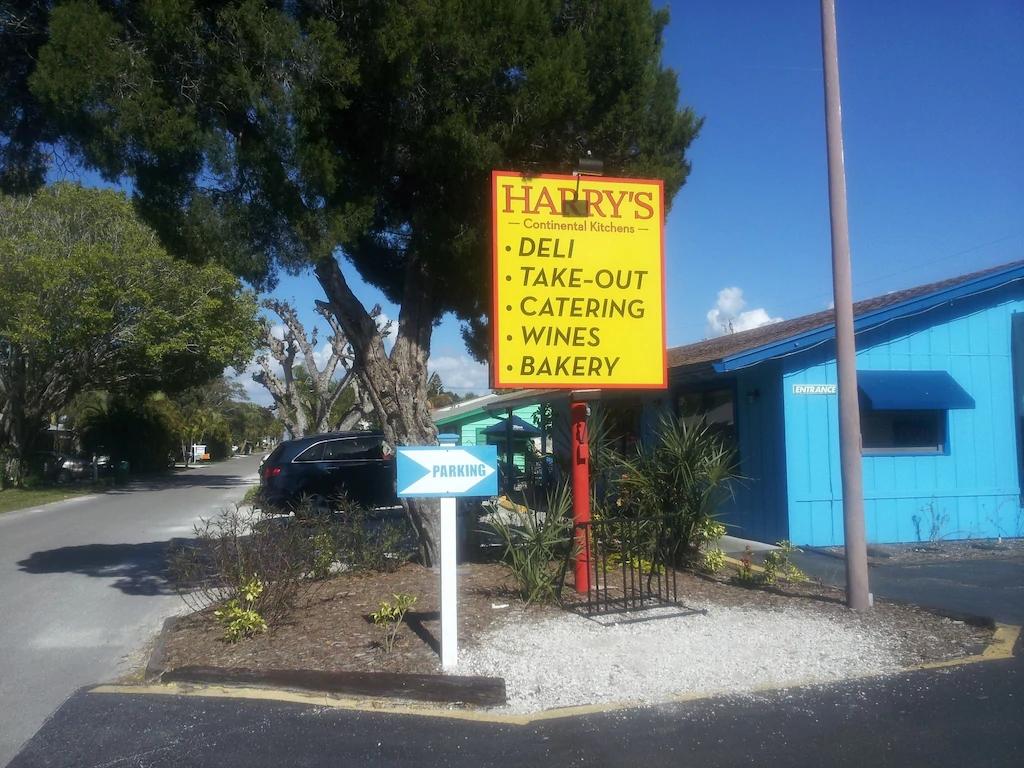 HARRY'S
— Continental Kitchens —
• DELI
• TAKE-OUT
• CATERING
• WINES
• BAKERY
ENTRANCE
PARKING